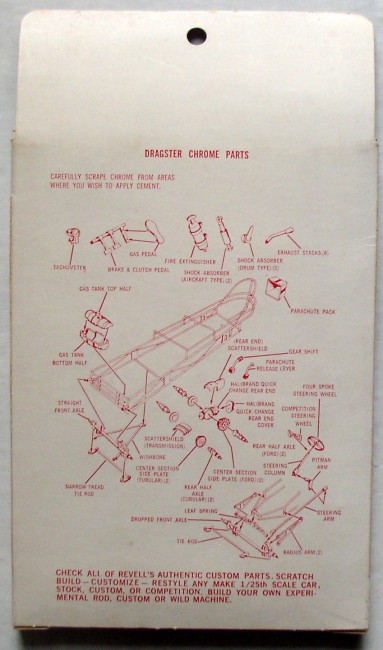 DRAGSTER CHROME PARTS
CAREFULLY SCRAPE CHROME FROM AREAS
WHERE YOU WISH TO APPLY CEMENT.
TACHOMETER
BRAKE & CLUTCH PEDAL
GAS PEDAL
FIRE EXTINGUISHER
SHOCK ABSORBER
(AIRCRAFT TYPE)(2)
SHOCK ABSORBER
(DRUM TYPE)(2)
EXHAUST STACKS(8)
GAS TANK TOP HALF
PARACHUTE PACK
GAS TANK
BOTTOM HALF
(REAR END)
SCATTERSHIELD
GEAR SHIFT
PARACHUTE
RELEASE LEVER
STRAIGHT
FRONT AXLE
HALIBRAND QUICK
CHANGE REAR END
FOUR SPOKE
STEERING WHEEL
HALIBRAND
QUICK CHANGE
REAR END
COVER
COMPETITION
STEERING
WHEEL
SCATTERSHIELD
(TRANSMISSION)
REAR HALF AXLE
(FORD)(2)
WISHBONE
PITMAN
ARM
CENTER SECTION
SIDE PLATE
(TUBULAR)(2)
CENTER SECTION
SIDE PLATE (FORD)(2)
STEERING
COLUMN
NARROW TREAD
TIE ROD
REAR HALF
AXLE
(TUBULAR)(2)
LEAF SPRING
STEERING
ARM
DROPPED FRONT AXLE
TIE ROD
RADIUS ARM(2)
CHECK ALL OF REVELL'S AUTHENTIC CUSTOM PARTS. SCRATCH
BUILD — CUSTOMIZE — RESTYLE ANY MAKE 1/25th SCALE CAR,
STOCK, CUSTOM, OR COMPETITION. BUILD YOUR OWN EXPERI-
MENTAL ROD, CUSTOM OR WILD MACHINE.